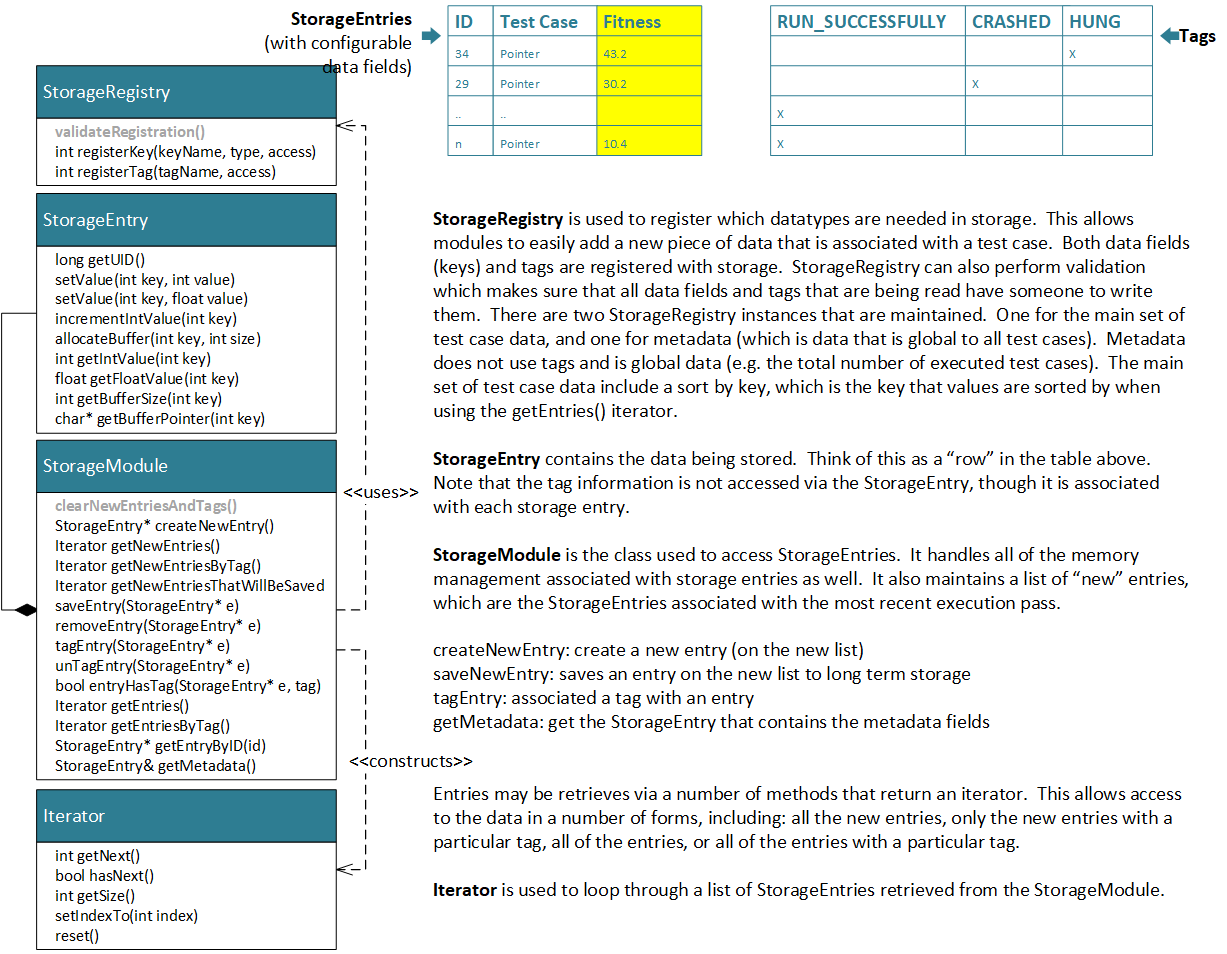 StorageEntries
(with configurable
data fields)
ID Test Case Fitness
34 Pointer 43.2
29 Pointer 30.2
.. ..
n Pointer 10.4
RUN_SUCCESSFULLY CRASHED HUNG
X
X
X
X
Tags
StorageRegistry
validateRegistration()
int registerKey(keyName, type, access)
int registerTag(tagName, access)
StorageEntry
long getUID()
setValue(int key, int value)
setValue(int key, float value)
incrementIntValue(int key)
allocateBuffer(int key, int size)
int getIntValue(int key)
float getFloatValue(int key)
int getBufferSize(int key)
char* getBufferPointer(int key)
StorageModule
clearNewEntriesAndTags()
StorageEntry* createNewEntry()
Iterator getNewEntries()
Iterator getNewEntriesByTag()
Iterator getNewEntriesThatWillBeSaved
saveEntry(StorageEntry* e)
removeEntry(StorageEntry* e)
tagEntry(StorageEntry* e)
unTagEntry(StorageEntry* e)
bool entryHasTag(StorageEntry* e, tag)
Iterator getEntries()
Iterator getEntriesByTag()
StorageEntry* getEntryByID(id)
StorageEntry& getMetadata()
Iterator
int getNext()
bool hasNext()
int getSize()
setIndexTo(int index)
reset()
<<uses>>
<<constructs>>
StorageRegistry is used to register which datatypes are needed in storage. This allows
modules to easily add a new piece of data that is associated with a test case. Both data fields
(keys) and tags are registered with storage. StorageRegistry can also perform validation
which makes sure that all data fields and tags that are being read have someone to write
them. There are two StorageRegistry instances that are maintained. One for the main set of
test case data, and one for metadata (which is data that is global to all test cases). Metadata
does not use tags and is global data (e.g. the total number of executed test cases). The main
set of test case data include a sort by key, which is the key that values are sorted by when
using the getEntries() iterator.
StorageEntry contains the data being stored. Think of this as a “row” in the table above.
Note that the tag information is not accessed via the StorageEntry, though it is associated
with each storage entry.
StorageModule is the class used to access StorageEntries. It handles all of the memory
management associated with storage entries as well. It also maintains a list of “new” entries,
which are the StorageEntries associated with the most recent execution pass.
createNewEntry: create a new entry (on the new list)
saveNewEntry: saves an entry on the new list to long term storage
tagEntry: associated a tag with an entry
getMetadata: get the StorageEntry that contains the metadata fields
Entries may be retrieves via a number of methods that return an iterator. This allows access
to the data in a number of forms, including: all the new entries, only the new entries with a
particular tag, all of the entries, or all of the entries with a particular tag.
Iterator is used to loop through a list of StorageEntries retrieved from the StorageModule.